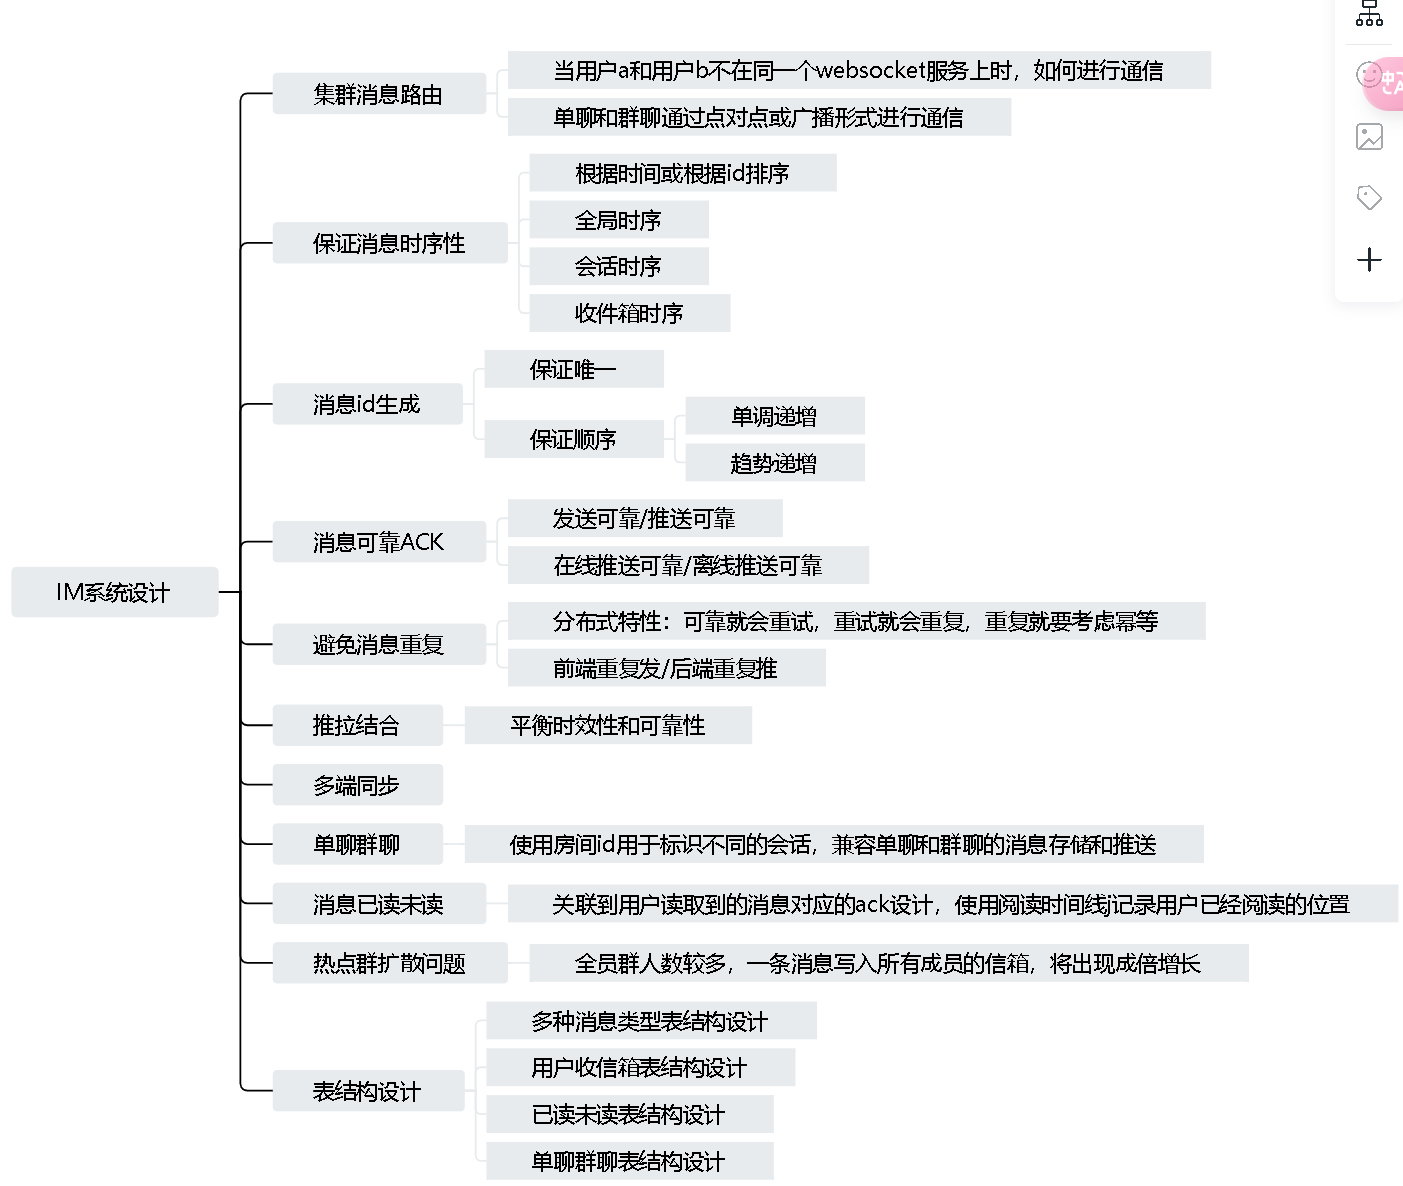 IM系统设计
集群消息路由
当用户a和用户b不在同一个websocket服务上时，如何进行通信
单聊和群聊通过点对点或广播形式进行通信
保证消息时序性
根据时间或根据id排序
全局时序
会话时序
收件箱时序
消息id生成
保证唯一
保证顺序
单调递增
趋势递增
消息可靠ACK
发送可靠/推送可靠
在线推送可靠/离线推送可靠
避免消息重复
分布式特性：可靠就会重试，重试就会重复，重复就要考虑幂等
前端重复发/后端重复推
推拉结合
平衡时效性和可靠性
多端同步
单聊群聊
使用房间id用于标识不同的会话，兼容单聊和群聊的消息存储和推送
消息已读未读
关联到用户读取到的消息对应的ack设计，使用阅读时间线j记录用户已经阅读的位置
热点群扩散问题
全员群人数较多，一条消息写入所有成员的信箱，将出现成倍增长
表结构设计
多种消息类型表结构设计
用户收信箱表结构设计
已读未读表结构设计
单聊群聊表结构设计